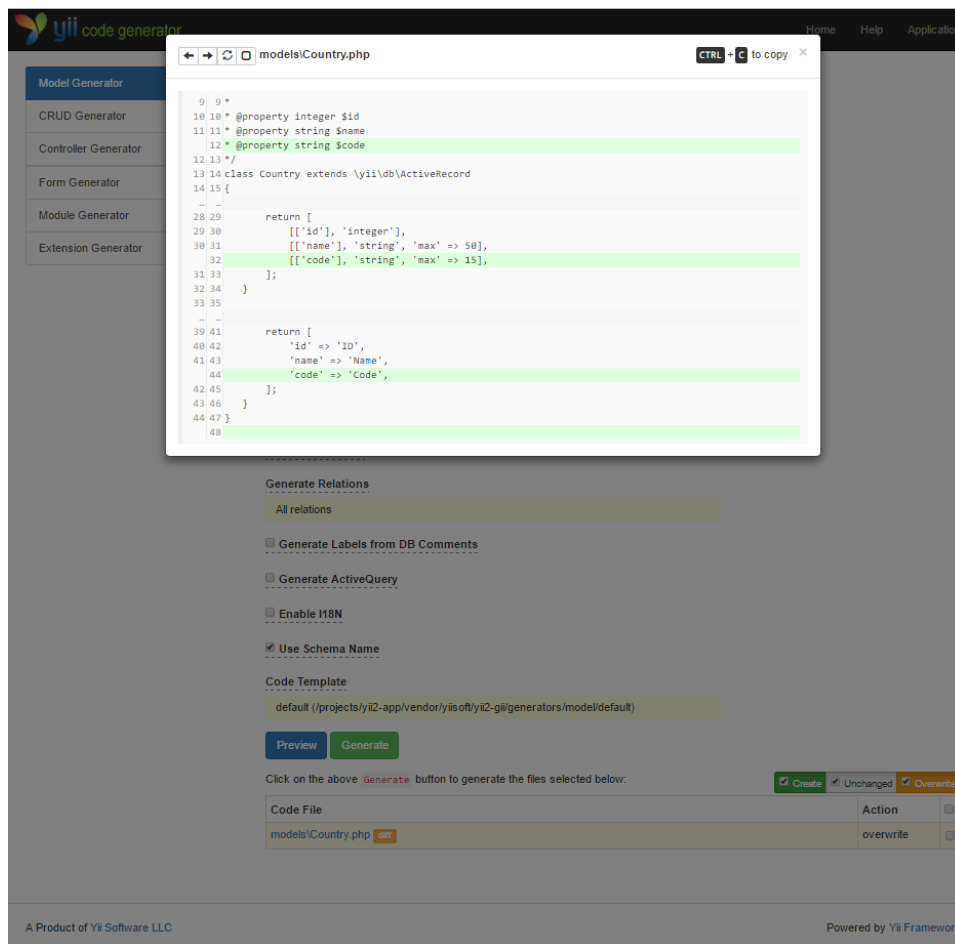 yii code generator
Home Help Applicatio
models\Country.php CTRL + C to copy ×
Model Generator
CRUD Generator
Controller Generator
Form Generator
Module Generator
Extension Generator
9 9 *
10 10 * @property integer $id
11 11 * @property string $name
12 * @property string $code
12 13 */
13 14 class Country extends \yii\db\ActiveRecord
14 15 {
… …
28 29 return [
29 30 [['id'], 'integer'],
30 31 [['name'], 'string', 'max' => 50],
32 [['code'], 'string', 'max' => 15],
31 33 ];
32 34 }
33 35
… …
39 41 return [
40 42 'id' => 'ID',
41 43 'name' => 'Name',
44 'code' => 'Code',
42 45 ];
43 46 }
44 47 }
48
Generate Relations
All relations
Generate Labels from DB Comments
Generate ActiveQuery
Enable I18N
Use Schema Name
Code Template
default (/projects/yii2-app/vendor/yiisoft/yii2-gii/generators/model/default)
Preview Generate
Click on the above Generate button to generate the files selected below:
Create Unchanged Overwrite
Code File Action
models\Country.php diff overwrite
A Product of Yii Software LLC
Powered by Yii Framewor